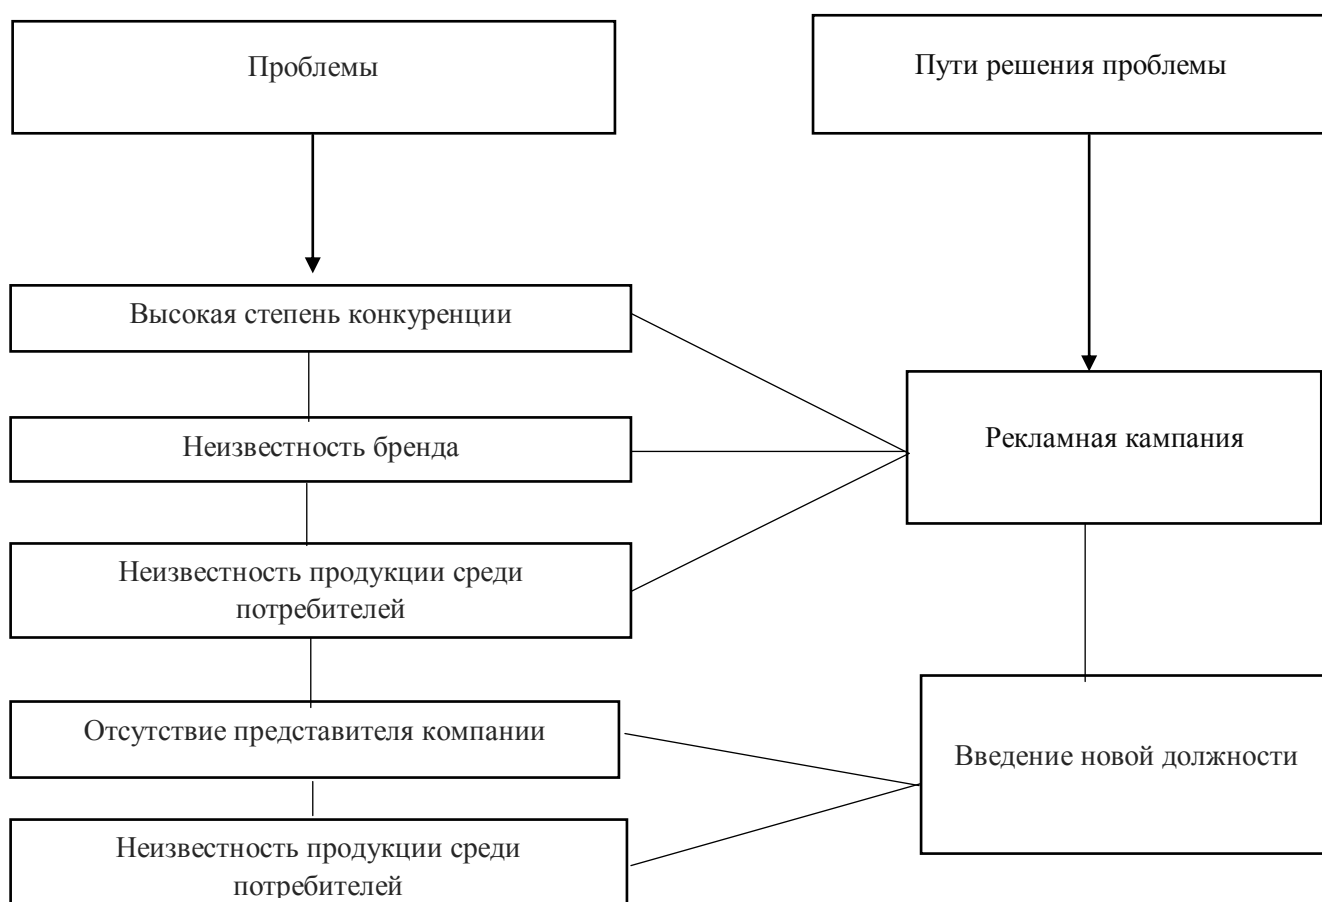 Проблемы
Пути решения проблемы
Высокая степень конкуренции
Неизвестность бренда
Рекламная кампания
Неизвестность продукции среди
потребителей
Отсутствие представителя компании
Введение новой должности
Неизвестность продукции среди
потребителей